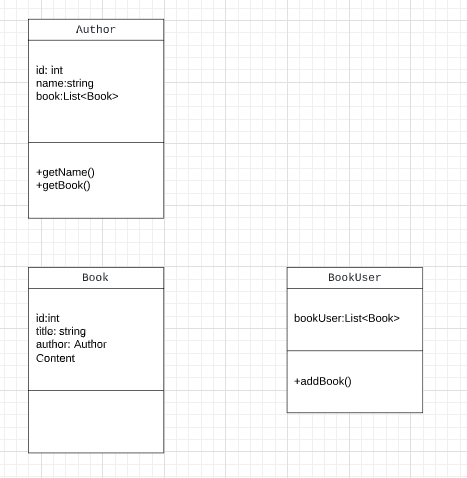 Author
id: int
name:string
book:List<Book>
+getName()
+getBook()
Book
id:int
title: string
author: Author
Content
BookUser
bookUser:List<Book>
+addBook()